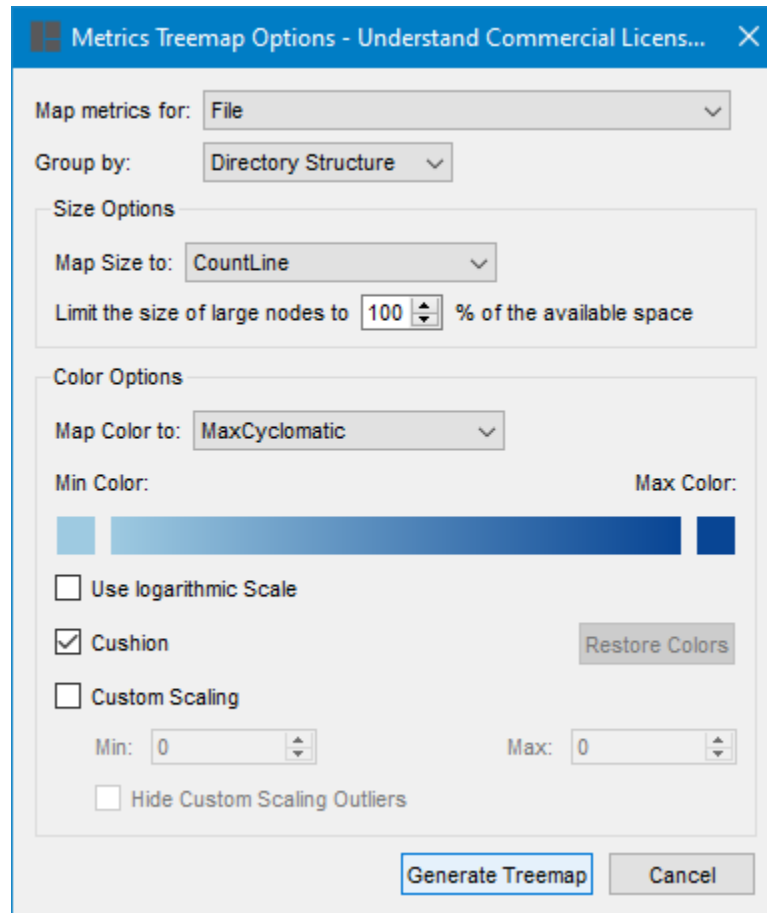 Metrics Treemap Options - Understand Commercial Licens...
Map metrics for: File
Group by: Directory Structure
Size Options
Map Size to: CountLine
Limit the size of large nodes to 100 % of the available space
Color Options
Map Color to: MaxCyclomatic
Min Color: Max Color:
Use logarithmic Scale
Cushion Restore Colors
Custom Scaling
Min: 0 Max: 0
Hide Custom Scaling Outliers
Generate Treemap Cancel